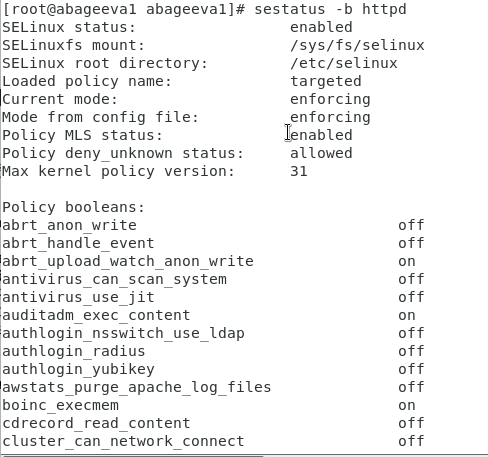 [root@abageeva1 abageeva1]# sestatus -b httpd
SELinux status:                 enabled
SELinuxfs mount:                /sys/fs/selinux
SELinux root directory:         /etc/selinux
Loaded policy name:             targeted
Current mode:                   enforcing
Mode from config file:          enforcing
Policy MLS status:              enabled
Policy deny_unknown status:     allowed
Max kernel policy version:      31

Policy booleans:
abrt_anon_write                             off
abrt_handle_event                           off
abrt_upload_watch_anon_write                on
antivirus_can_scan_system                   off
antivirus_use_jit                           off
auditadm_exec_content                       on
authlogin_nsswitch_use_ldap                 off
authlogin_radius                            off
authlogin_yubikey                           off
awstats_purge_apache_log_files              off
boinc_execmem                               on
cdrecord_read_content                       off
cluster_can_network_connect                 off